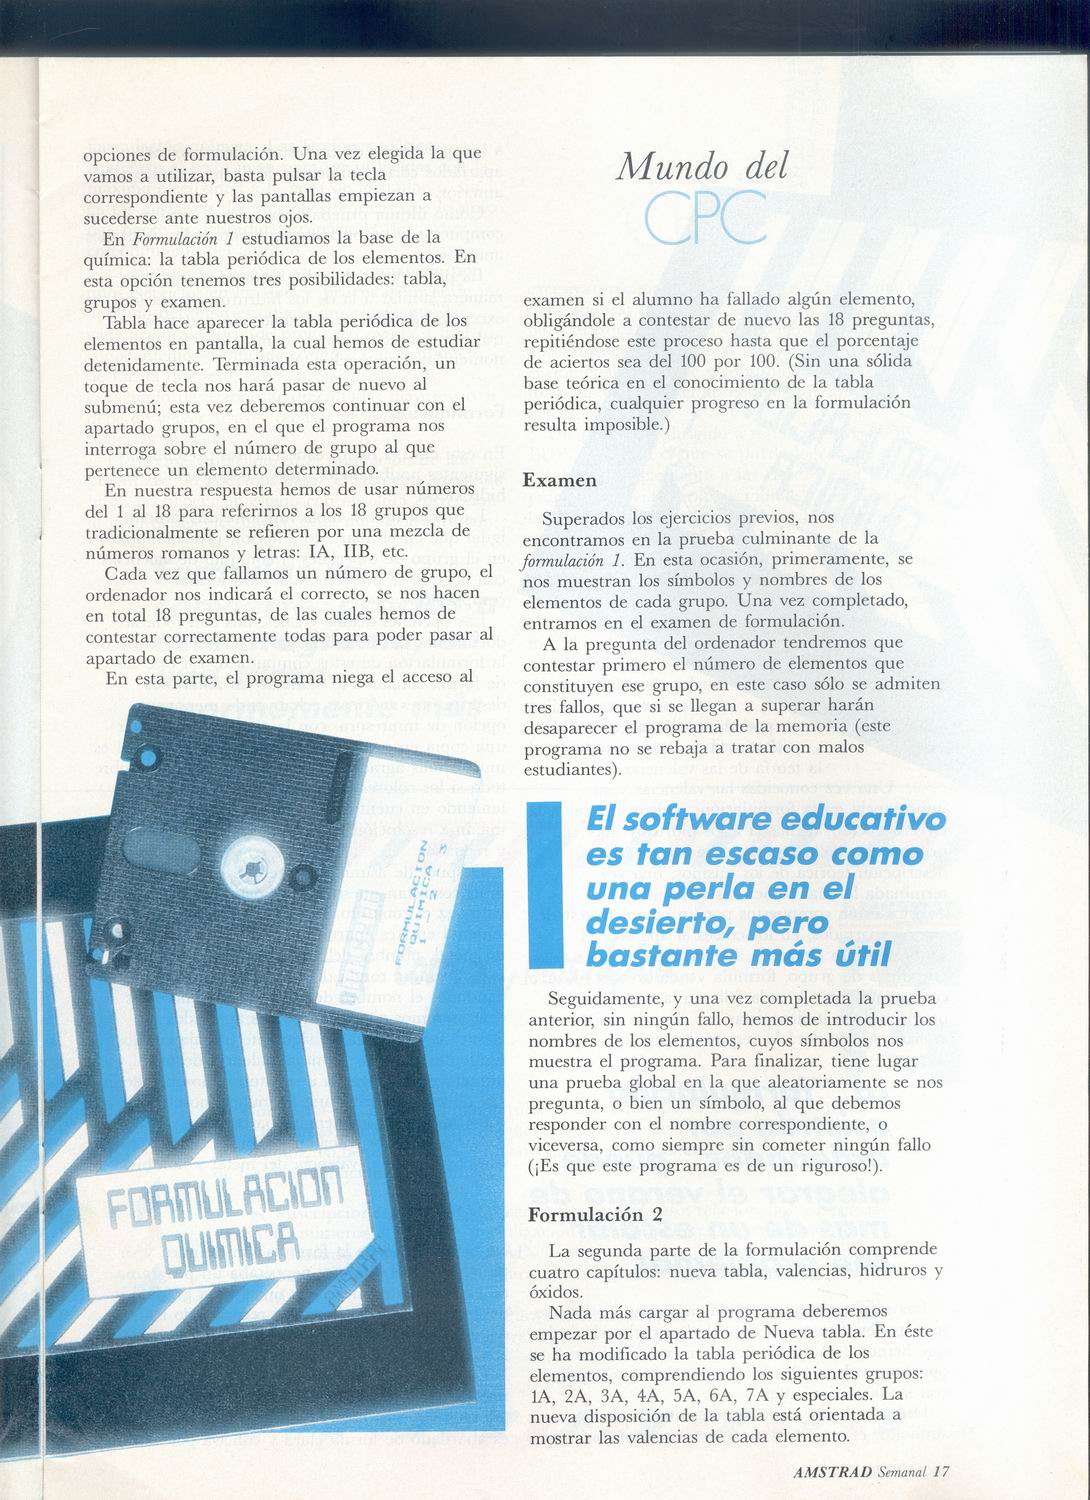 opciones de formulación. Una vez elegida la que
vamos a utilizar, basta pulsar la tecla
correspondiente y las pantallas empiezan a
sucederse ante nuestros ojos.
En Formulación 1 estudiamos la base de la
química: la tabla periódica de los elementos. En
esta opción tenemos tres posibilidades: tabla,
grupos y examen.
Tabla hace aparecer la tabla periódica de los
elementos en pantalla, la cual hemos de estudiar
detenidamente. Terminada esta operación, un
toque de tecla nos hará pasar de nuevo al
submenú; esta vez deberemos continuar con el
apartado grupos, en el que el programa nos
interroga sobre el número de grupo al que
pertenece un elemento determinado.
En nuestra respuesta hemos de usar números
del 1 al 18 para referirnos a los 18 grupos que
tradicionalmente se refieren por una mezcla de
números romanos y letras: IA, IIB, etc.
Cada vez que fallamos un número de grupo, el
ordenador nos indicará el correcto, se nos hacen
en total 18 preguntas, de las cuales hemos de
contestar correctamente todas para poder pasar al
apartado de examen.
En esta parte, el programa niega el acceso al
FORMULACION
QUIMICA
1 – 2 3
FORMULACION
QUIMICA
Mundo del
CPC
examen si el alumno ha fallado algún elemento,
obligándole a contestar de nuevo las 18 preguntas,
repitiéndose este proceso hasta que el porcentaje
de aciertos sea del 100 por 100. (Sin una sólida
base teórica en el conocimiento de la tabla
periódica, cualquier progreso en la formulación
resulta imposible.)
Examen
Superados los ejercicios previos, nos
encontramos en la prueba culminante de la
formulación 1. En esta ocasión, primeramente, se
nos muestran los símbolos y nombres de los
elementos de cada grupo. Una vez completado,
entramos en el examen de formulación.
A la pregunta del ordenador tendremos que
contestar primero el número de elementos que
constituyen ese grupo, en este caso sólo se admiten
tres fallos, que si se llegan a superar harán
desaparecer el programa de la memoria (este
programa no se rebaja a tratar con malos
estudiantes).
El software educativo
es tan escaso como
una perla en el
desierto, pero
bastante más útil
Seguidamente, y una vez completada la prueba
anterior, sin ningún fallo, hemos de introducir los
nombres de los elementos, cuyos símbolos nos
muestra el programa. Para finalizar, tiene lugar
una prueba global en la que aleatoriamente se nos
pregunta, o bien un símbolo, al que debemos
responder con el nombre correspondiente, o
viceversa, como siempre sin cometer ningún fallo
(¡Es que este programa es de un riguroso!).
Formulación 2
La segunda parte de la formulación comprende
cuatro capítulos: nueva tabla, valencias, hidruros y
óxidos.
Nada más cargar al programa deberemos
empezar por el apartado de Nueva tabla. En éste
se ha modificado la tabla periódica de los
elementos, comprendiendo los siguientes grupos:
1A, 2A, 3A, 4A, 5A, 6A, 7A y especiales. La
nueva disposición de la tabla está orientada a
mostrar las valencias de cada elemento.
AMSTRAD Semanal 17